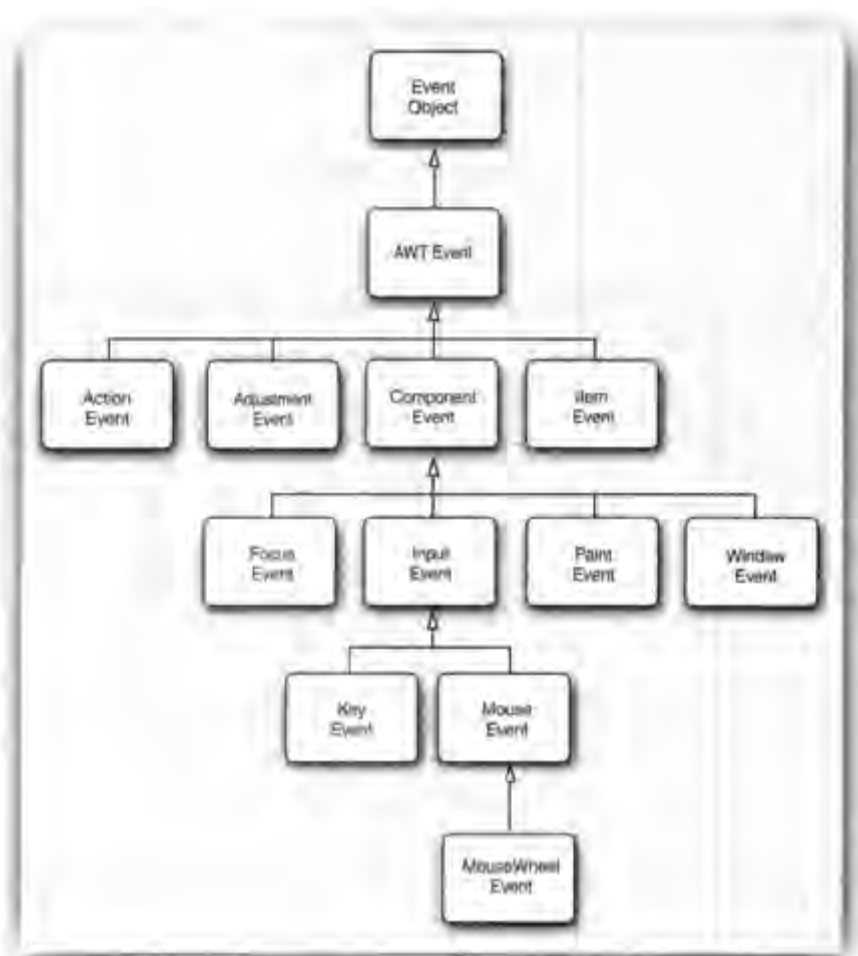 Event
Object
AWT Event
Action
Event
Adjustment
Event
Component
Event
Item
Event
Focus
Event
Input
Event
Paint
Event
Window
Event
Key
Event
Mouse
Event
MouseWheel
Event